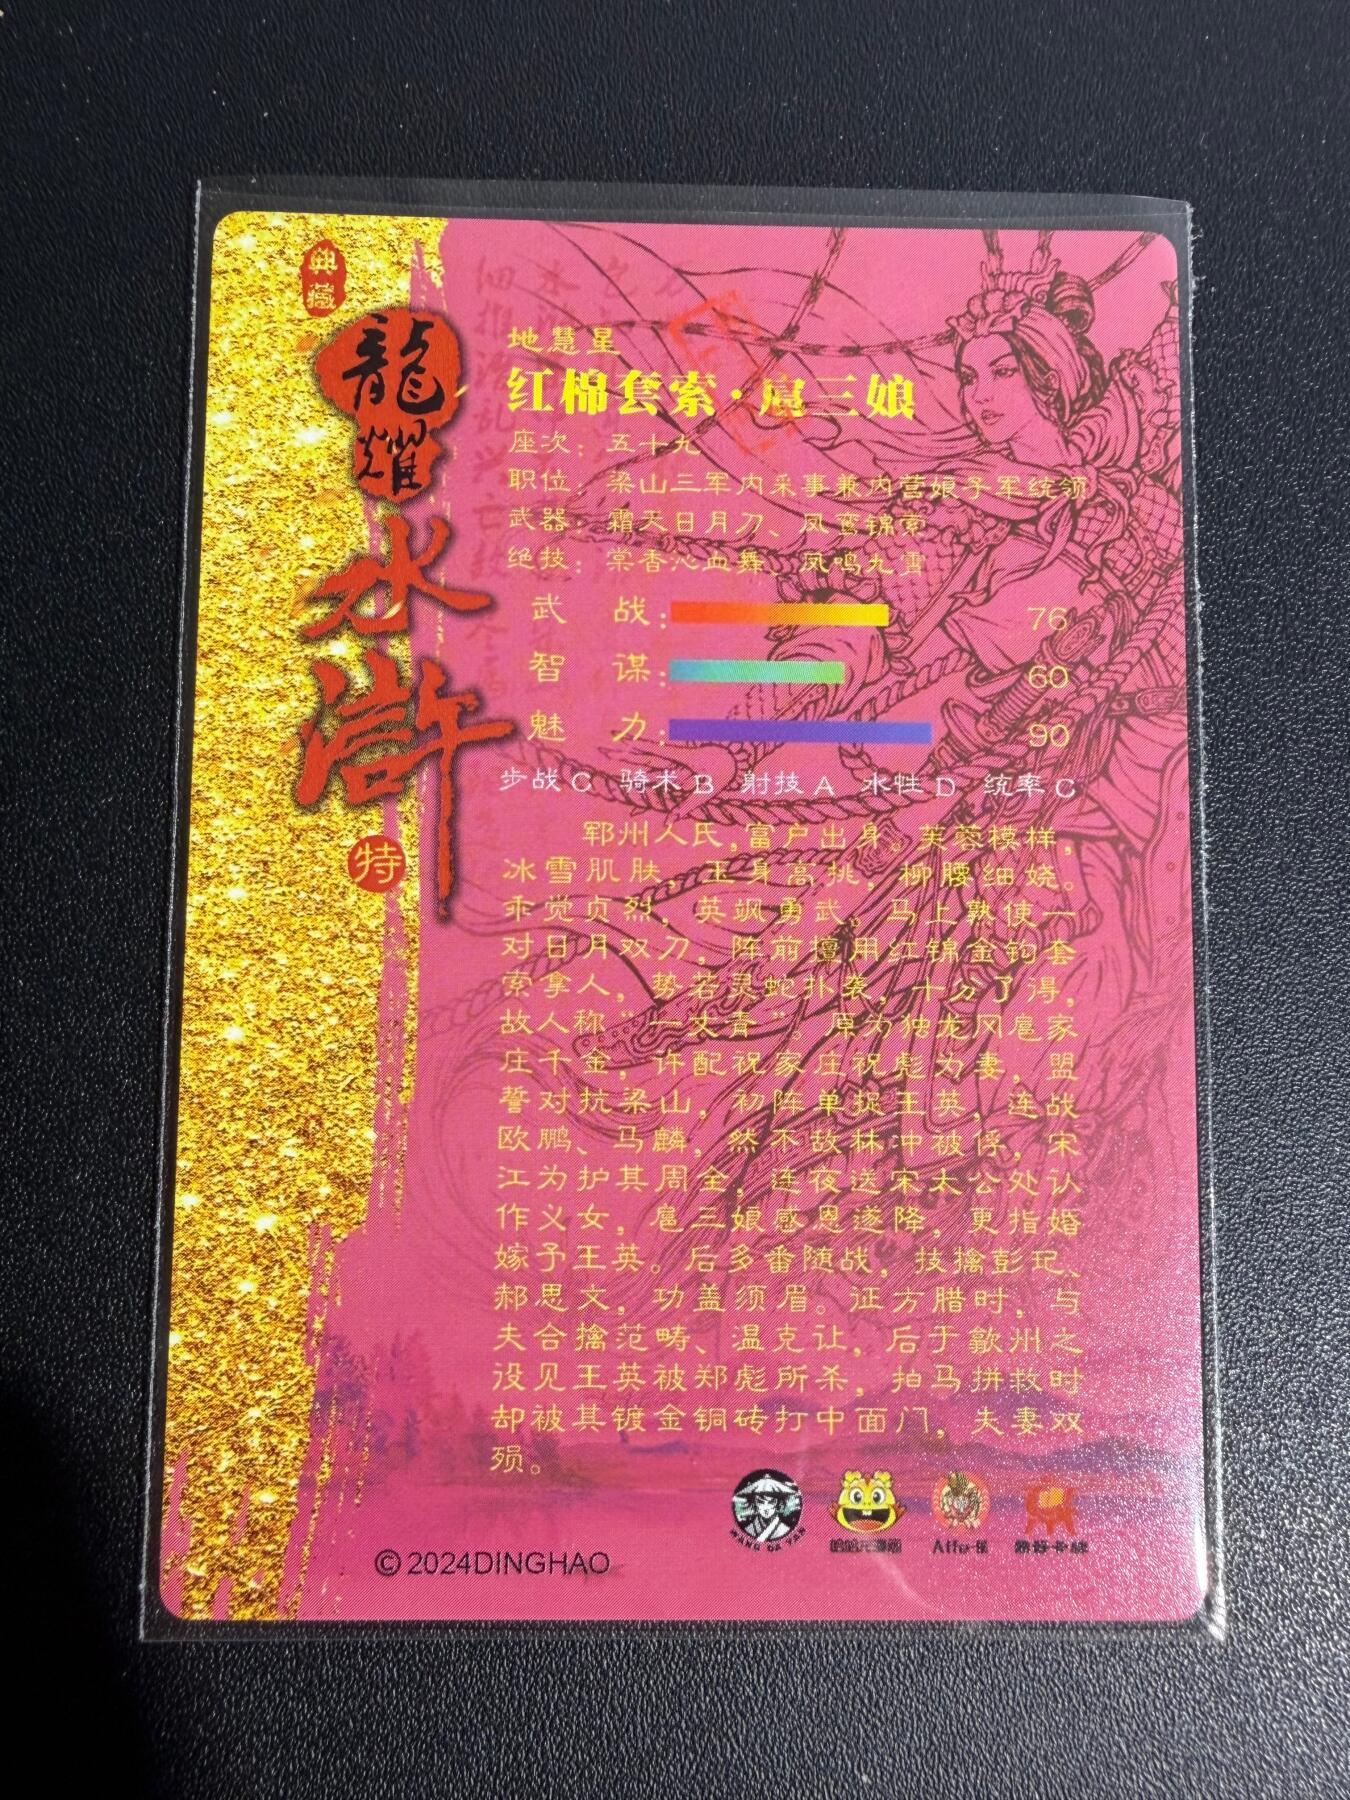 典藏
龍耀
水滸
特
地慧星
红棉套索·扈三娘
座次：五十九
职位：梁山三军内采事兼内营娘子军统领
武器：霜天日月刀、凤鸾锦索
绝技：棠香沁血舞、凤鸣九霄
武 战：76
智 谋：60
魅 力：90
步战C 骑术B 射技A 水性D 统率C
郓州人氏，富户出身。芙蓉模样，
冰雪肌肤，玉身高挑，柳腰细娆。
乖觉贞烈，英飒勇武，马上熟使一
对日月双刀，阵前擅用红锦金钩套
索拿人，势若灵蛇扑袭，十分了得，
故人称“一丈青”。原为独龙冈扈家
庄千金，许配祝家庄祝彪为妻，盟
誓对抗梁山，初阵单捉王英，连战
欧鹏、马麟，然不敌林冲被俘，宋
江为护其周全，连夜送宋太公处认
作义女，扈三娘感恩遂降，更指婚
嫁予王英。后多番随战，技擒彭玘、
郝思文，功盖须眉。征方腊时，与
夫合擒范畴、温克让，后于歙州之
设见王英被郑彪所杀，拍马拼救时
却被其镀金铜砖打中面门，夫妻双
殒。
WANG DA YAN
鼎好卡牌
©2024DINGHAO